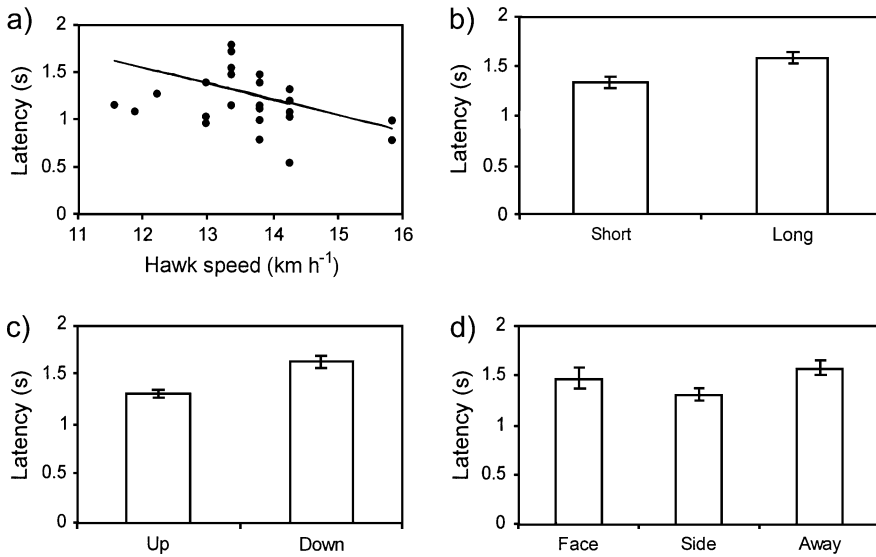 a)
Latency (s)
2
1.5
1
0.5
0
11 12 13 14 15 16
Hawk speed (km h⁻¹)
b)
Latency (s)
2
1.5
1
0.5
0
Short Long
c)
Latency (s)
2
1.5
1
0.5
0
Up Down
d)
Latency (s)
2
1.5
1
0.5
0
Face Side Away